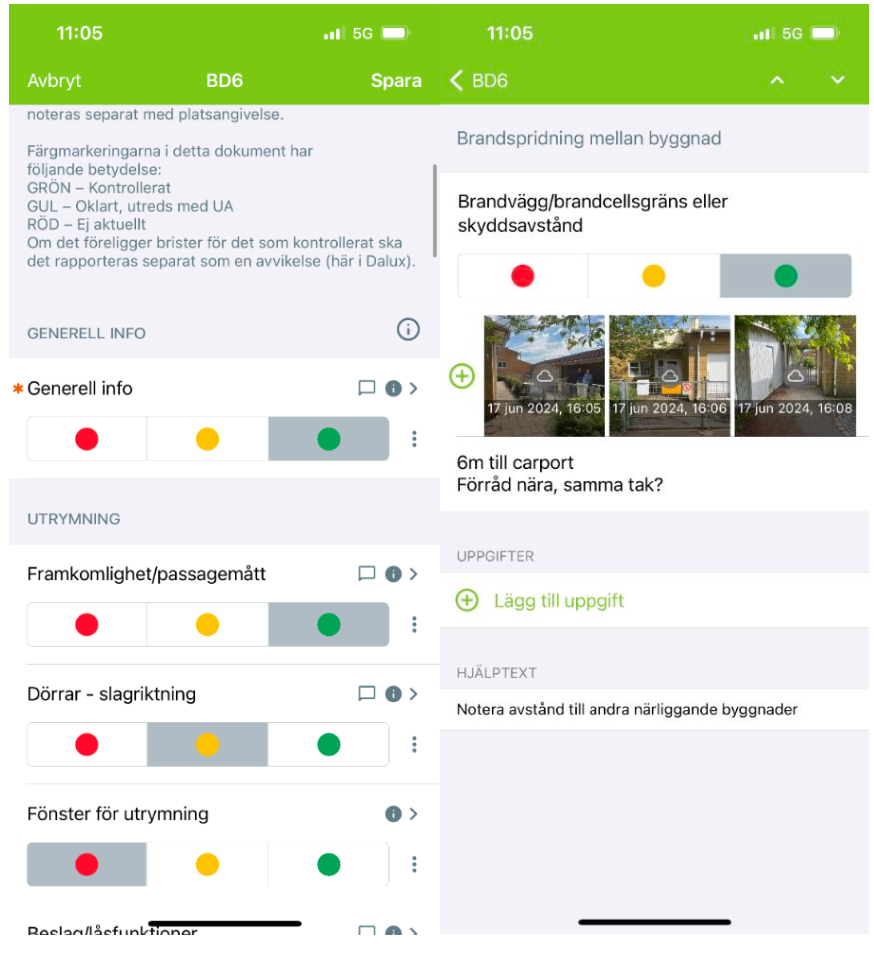 11:05
5G
Avbryt
BD6
Spara
noteras separat med platsangivelse.
Färgmarkeringarna i detta dokument har
följande betydelse:
GRÖN – Kontrollerat
GUL – Oklart, utreds med UA
RÖD – Ej aktuellt
Om det föreligger brister för det som kontrollerat ska
det rapporteras separat som en avvikelse (här i Dalux).
GENERELL INFO
* Generell info
UTRYMNING
Framkomlighet/passagemått
Dörrar - slagriktning
Fönster för utrymning
Beslag/låsfunktioner
11:05
5G
BD6
Brandspridning mellan byggnad
Brandvägg/brandcellsgräns eller
skyddsavstånd
17 jun 2024, 16:05
17 jun 2024, 16:06
17 jun 2024, 16:08
6m till carport
Förråd nära, samma tak?
UPPGIFTER
Lägg till uppgift
HJÄLPTEXT
Notera avstånd till andra närliggande byggnader